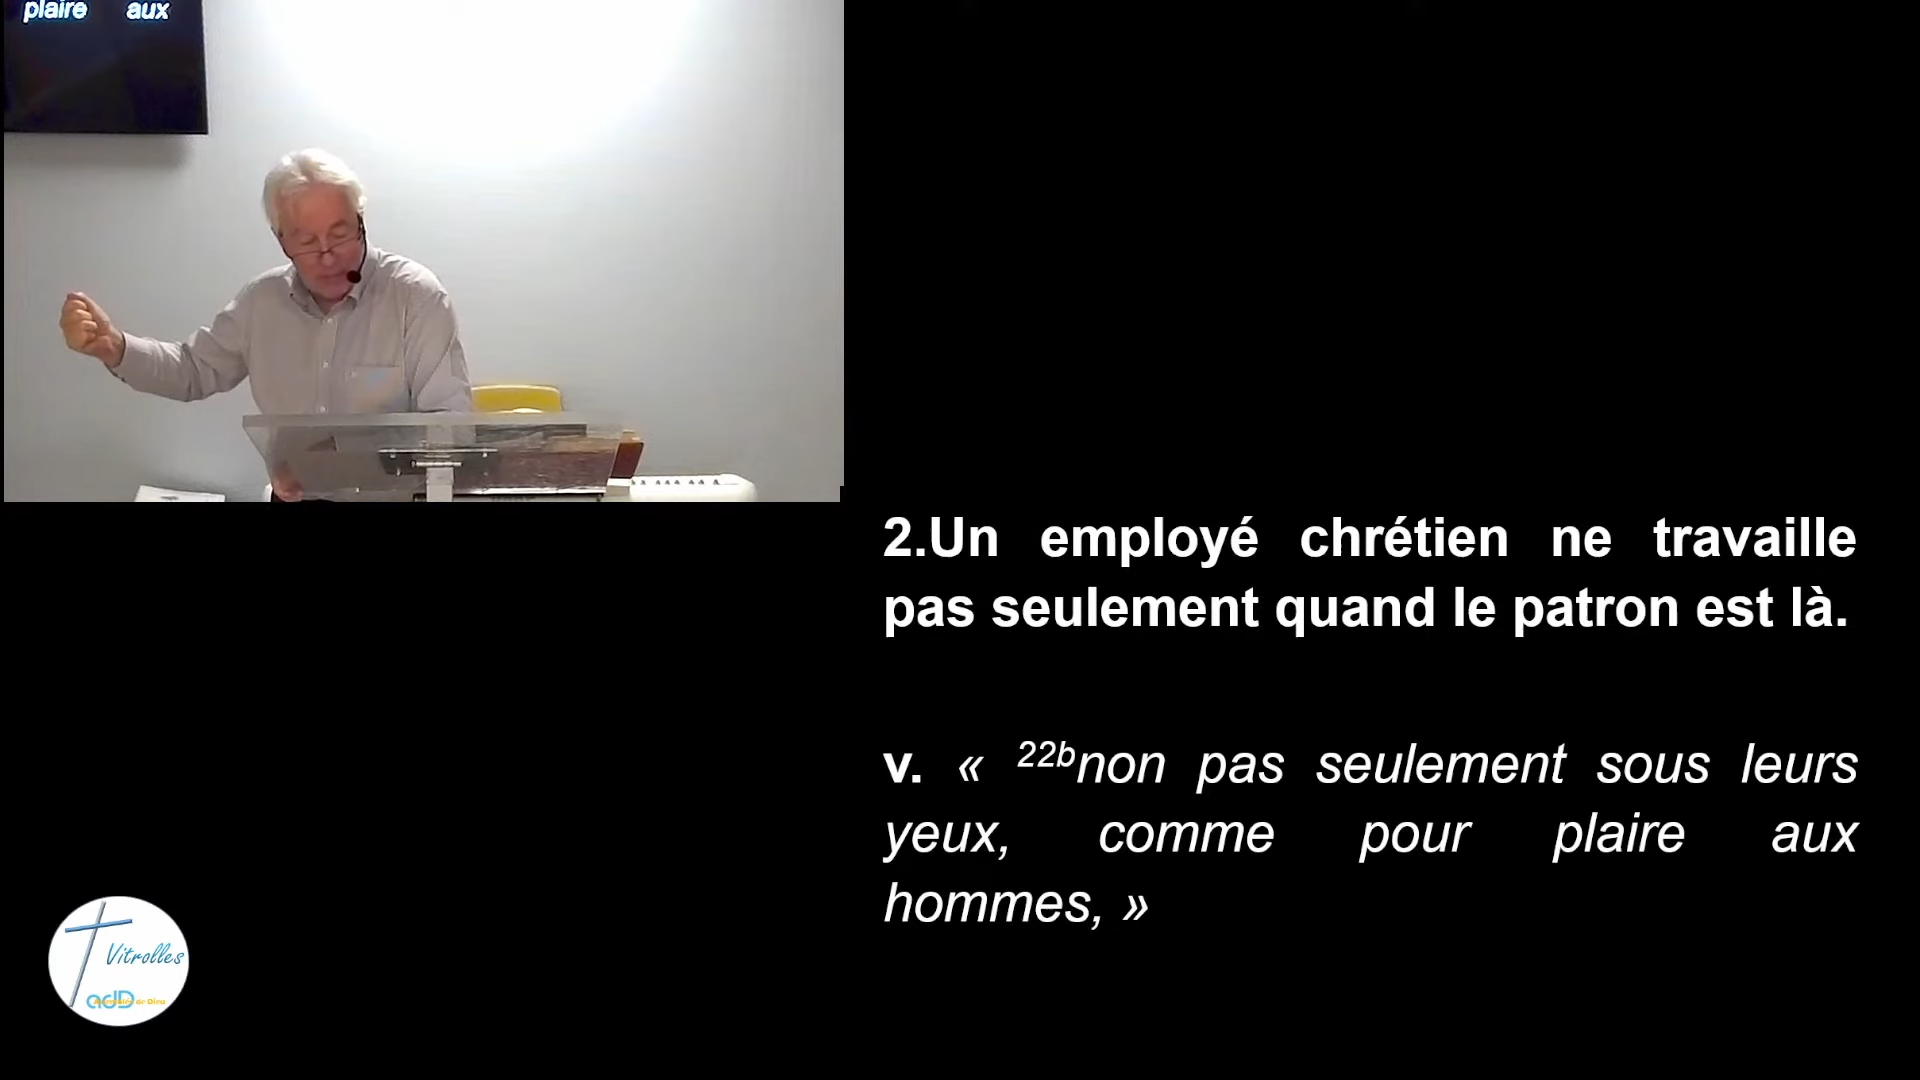 plaire aux
2.Un employé chrétien ne travaille
pas seulement quand le patron est là.
v. « 22bnon pas seulement sous leurs
yeux, comme pour plaire aux
hommes, »
Vitrolles
adD